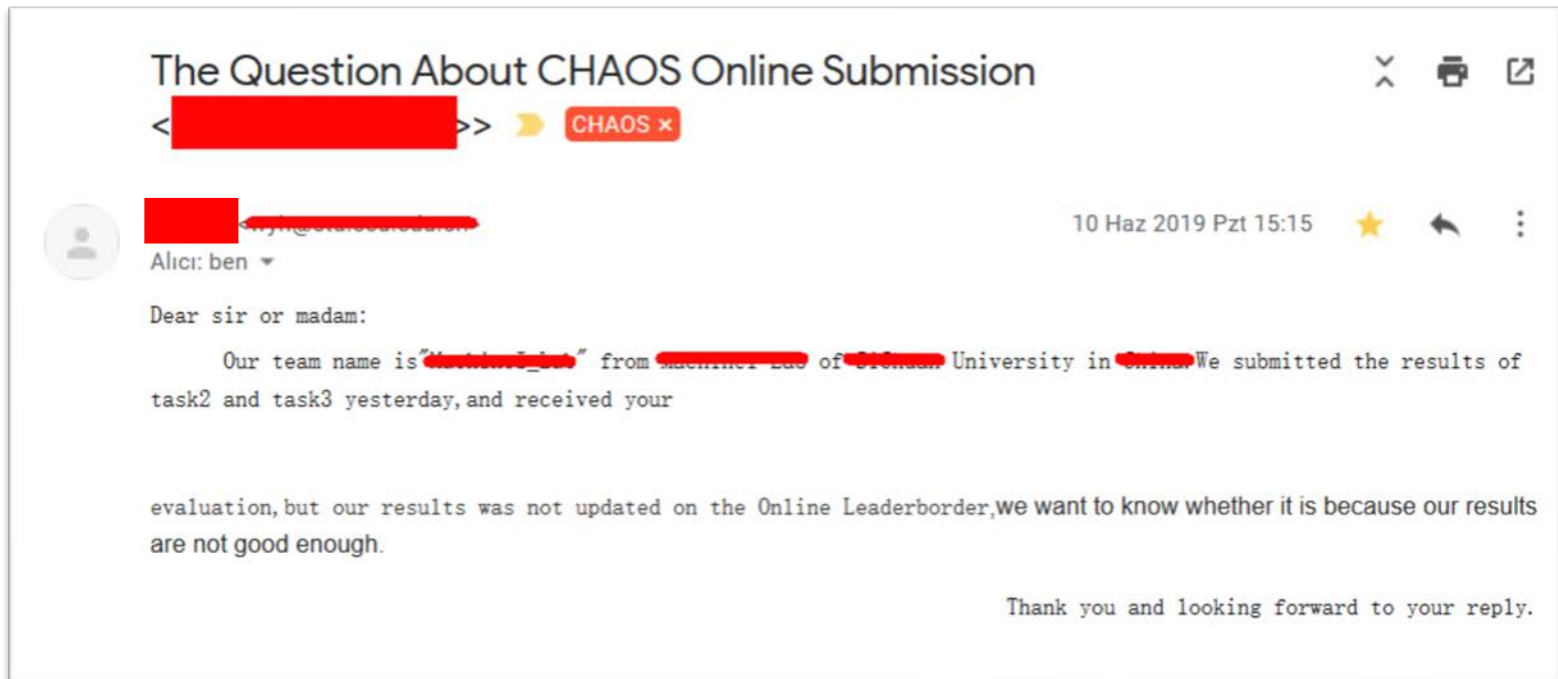 The Question About CHAOS Online Submission
< >> CHAOS ×
10 Haz 2019 Pzt 15:15
Alıcı: ben
Dear sir or madam:
Our team name is" " from of University in We submitted the results of
task2 and task3 yesterday,and received your
evaluation,but our results was not updated on the Online Leaderborder,we want to know whether it is because our results
are not good enough.
Thank you and looking forward to your reply.